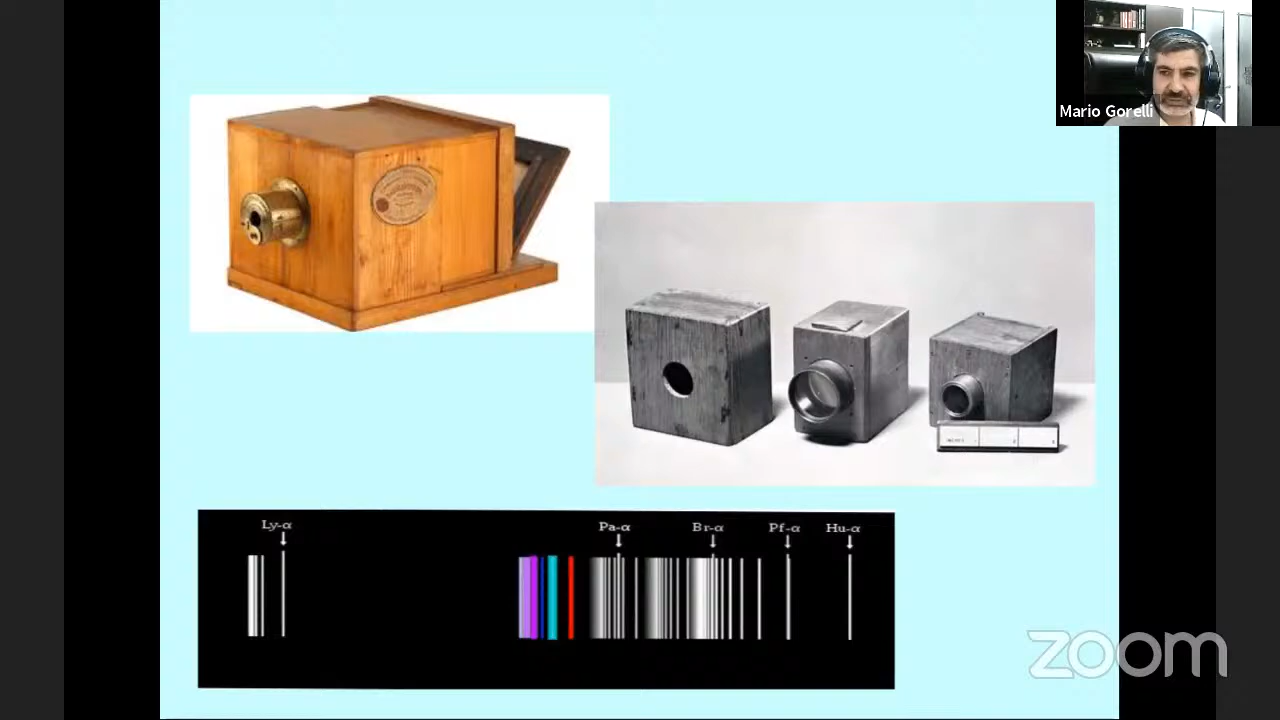 Mario Gorelli
Ly-α
Pa-α
Br-α
Pf-α
Hu-α
zoom